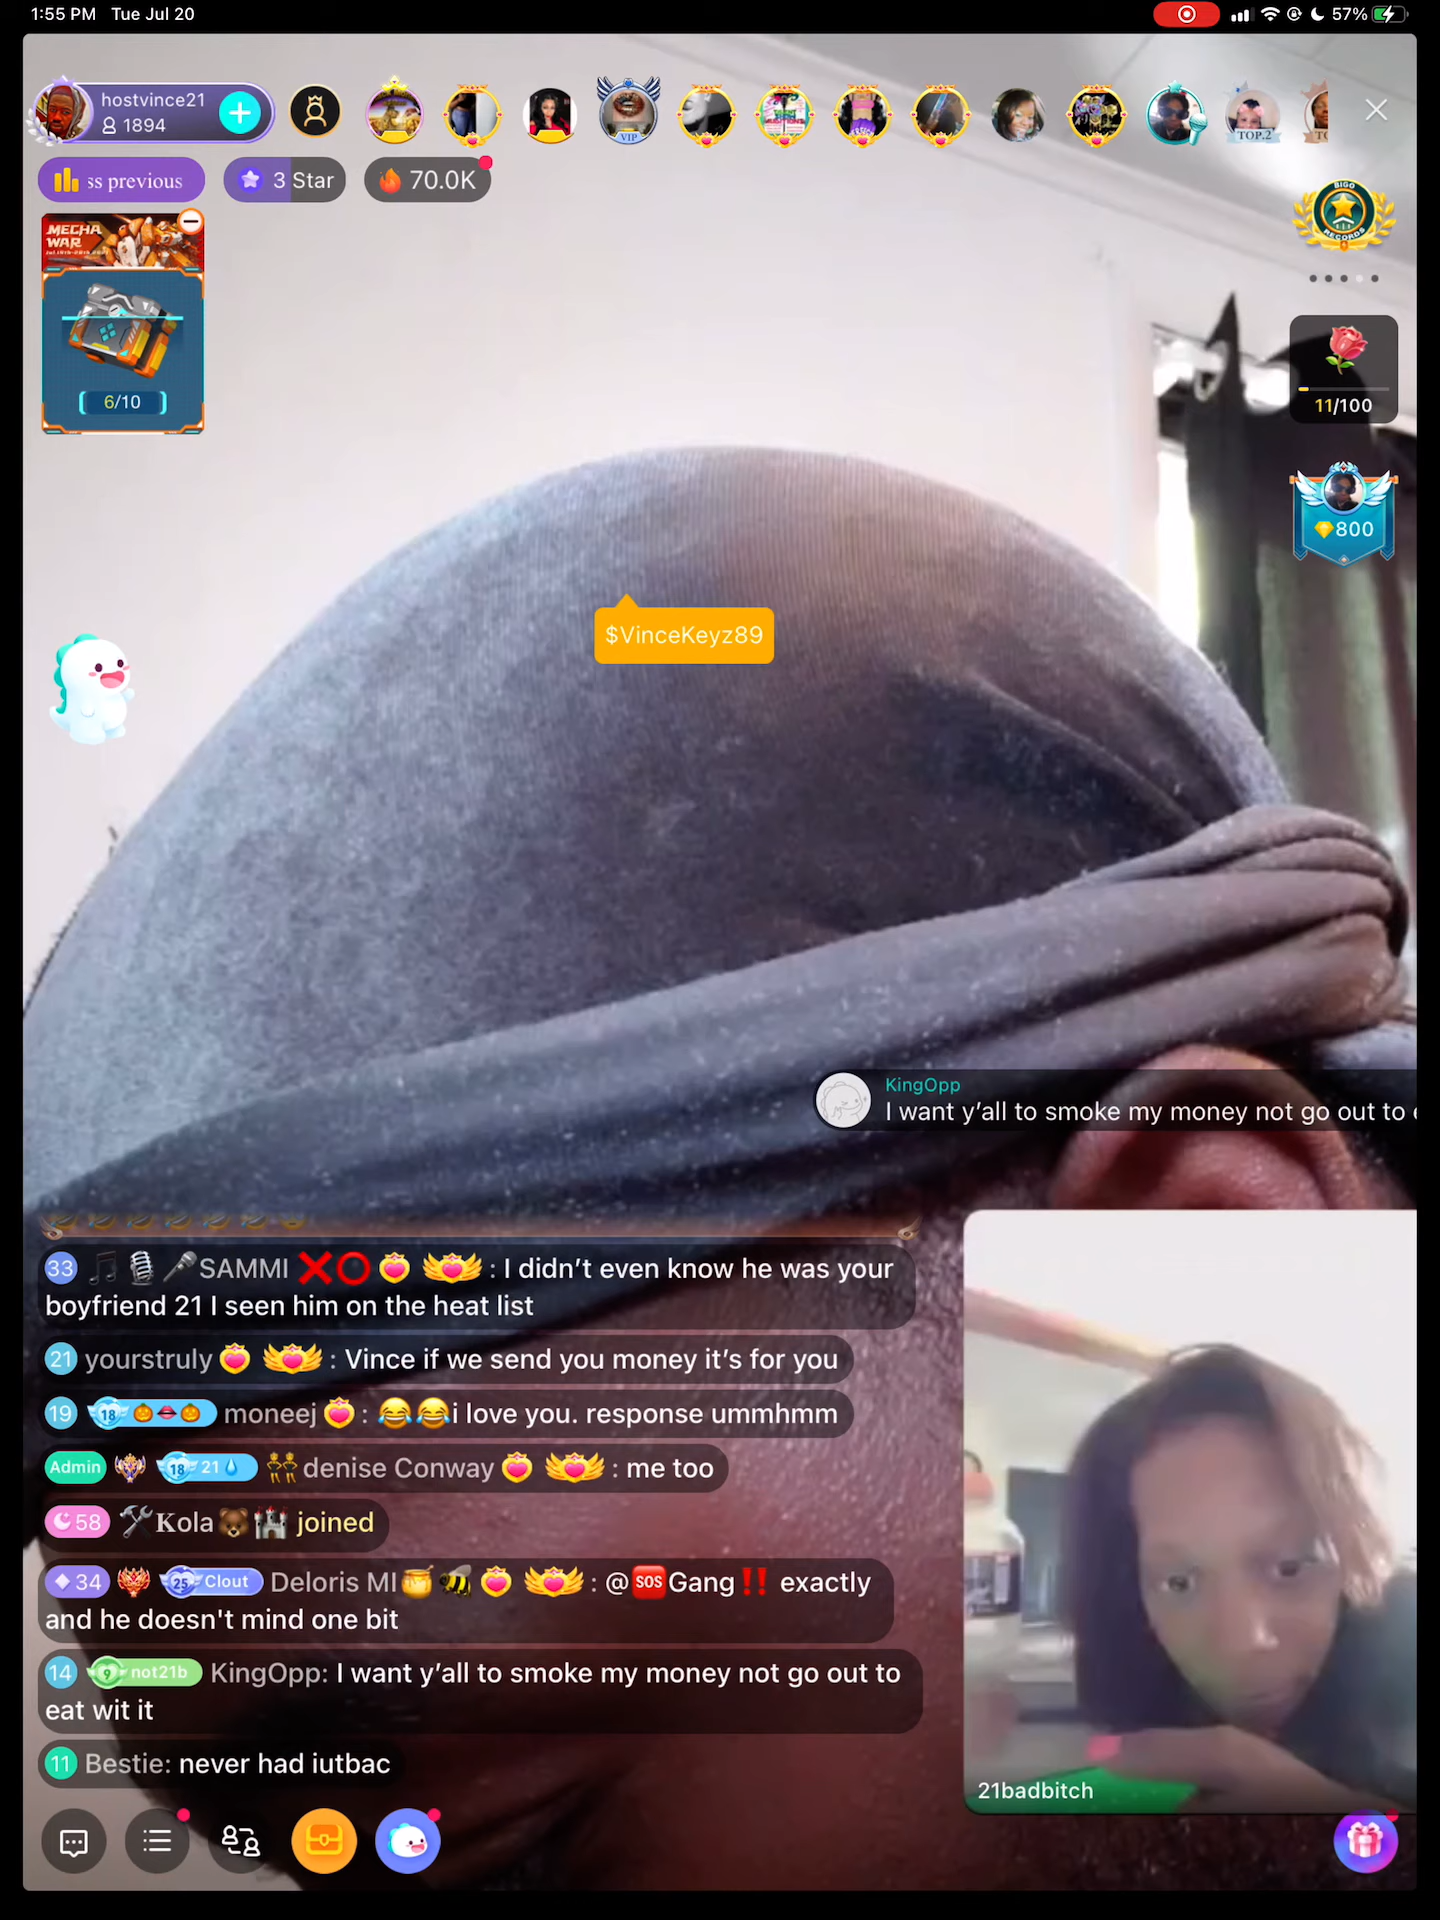 1:55 PM Tue Jul 20
57%
hostvince21
1894
VIP
TOP.2
ss previous
3 Star
70.0K
BIGO
RECORDS
MECHA
WAR
6/10
11/100
800
$VinceKeyz89
KingOpp
I want y’all to smoke my money not go out to
33 SAMMI ❌⭕ : I didn’t even know he was your
boyfriend 21 I seen him on the heat list
21 yourstruly : Vince if we send you money it’s for you
19 18 🎃👄🎃 moneej : 😂😂i love you. response ummhmm
Admin 18 21💧 denise Conway : me too
58 Kola🐻🏰 joined
34 25 Clout Deloris MI🍯🐝 : @🆘Gang‼️ exactly
and he doesn't mind one bit
14 9 not21b KingOpp: I want y’all to smoke my money not go out to
eat wit it
11 Bestie: never had iutbac
21badbitch